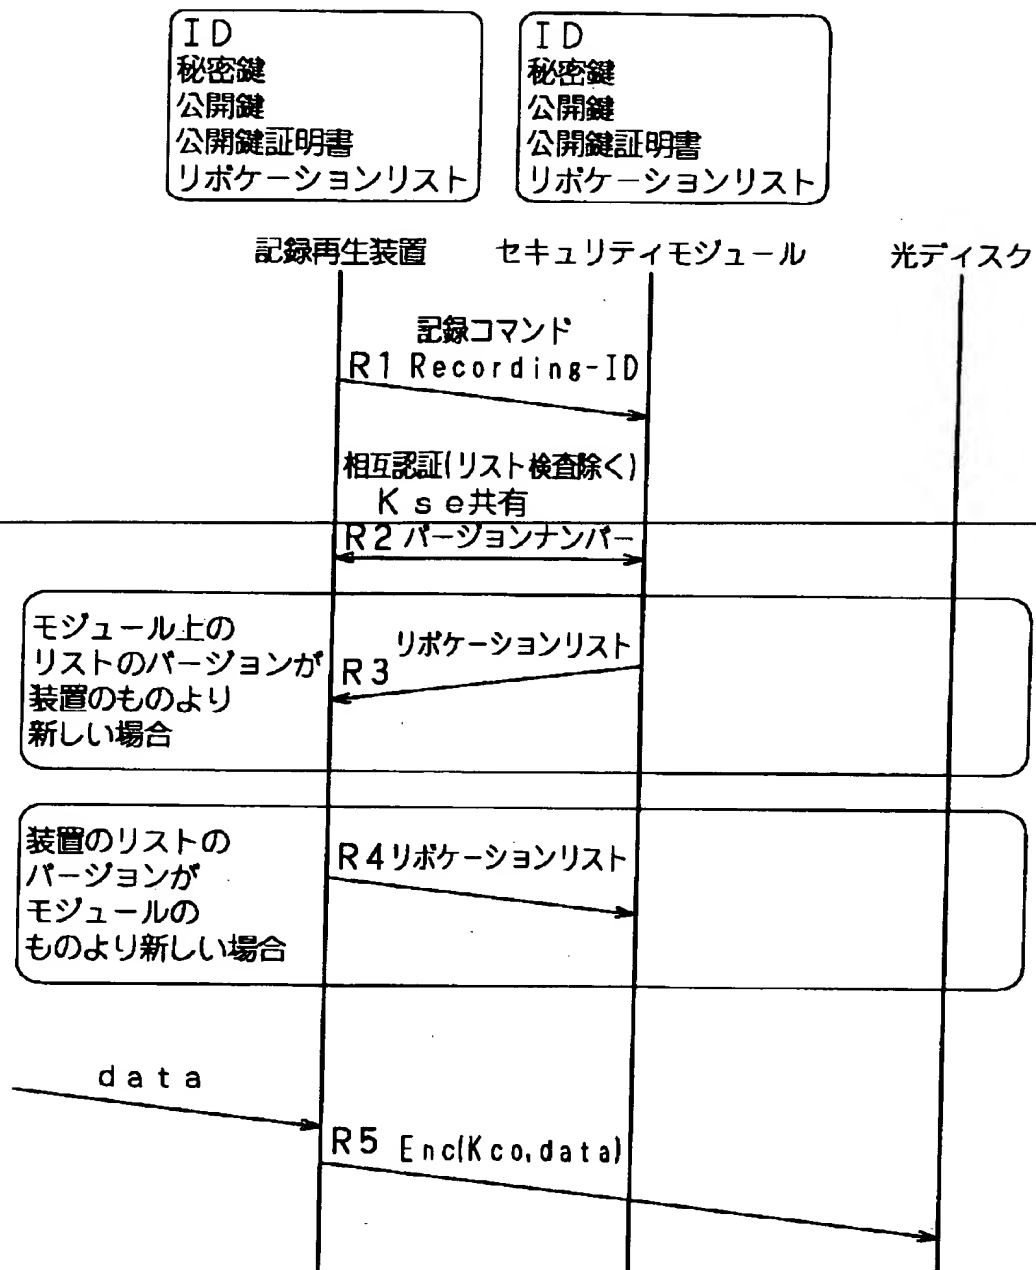 ID
秘密鍵
公開鍵
公開鍵証明書
リボケーションリスト
ID
秘密鍵
公開鍵
公開鍵証明書
リボケーションリスト
記録再生装置
セキュリティモジュール
光ディスク
記録コマンド
R1 Recording-ID
相互認証(リスト検査除く)
Kse共有
R2 バージョンナンバー
モジュール上の
リストのバージョンが
装置のものより
新しい場合
リボケーションリスト
R3
装置のリストの
バージョンが
モジュールの
ものより新しい場合
R4リボケーションリスト
data
R5 Enc(Kco,data)